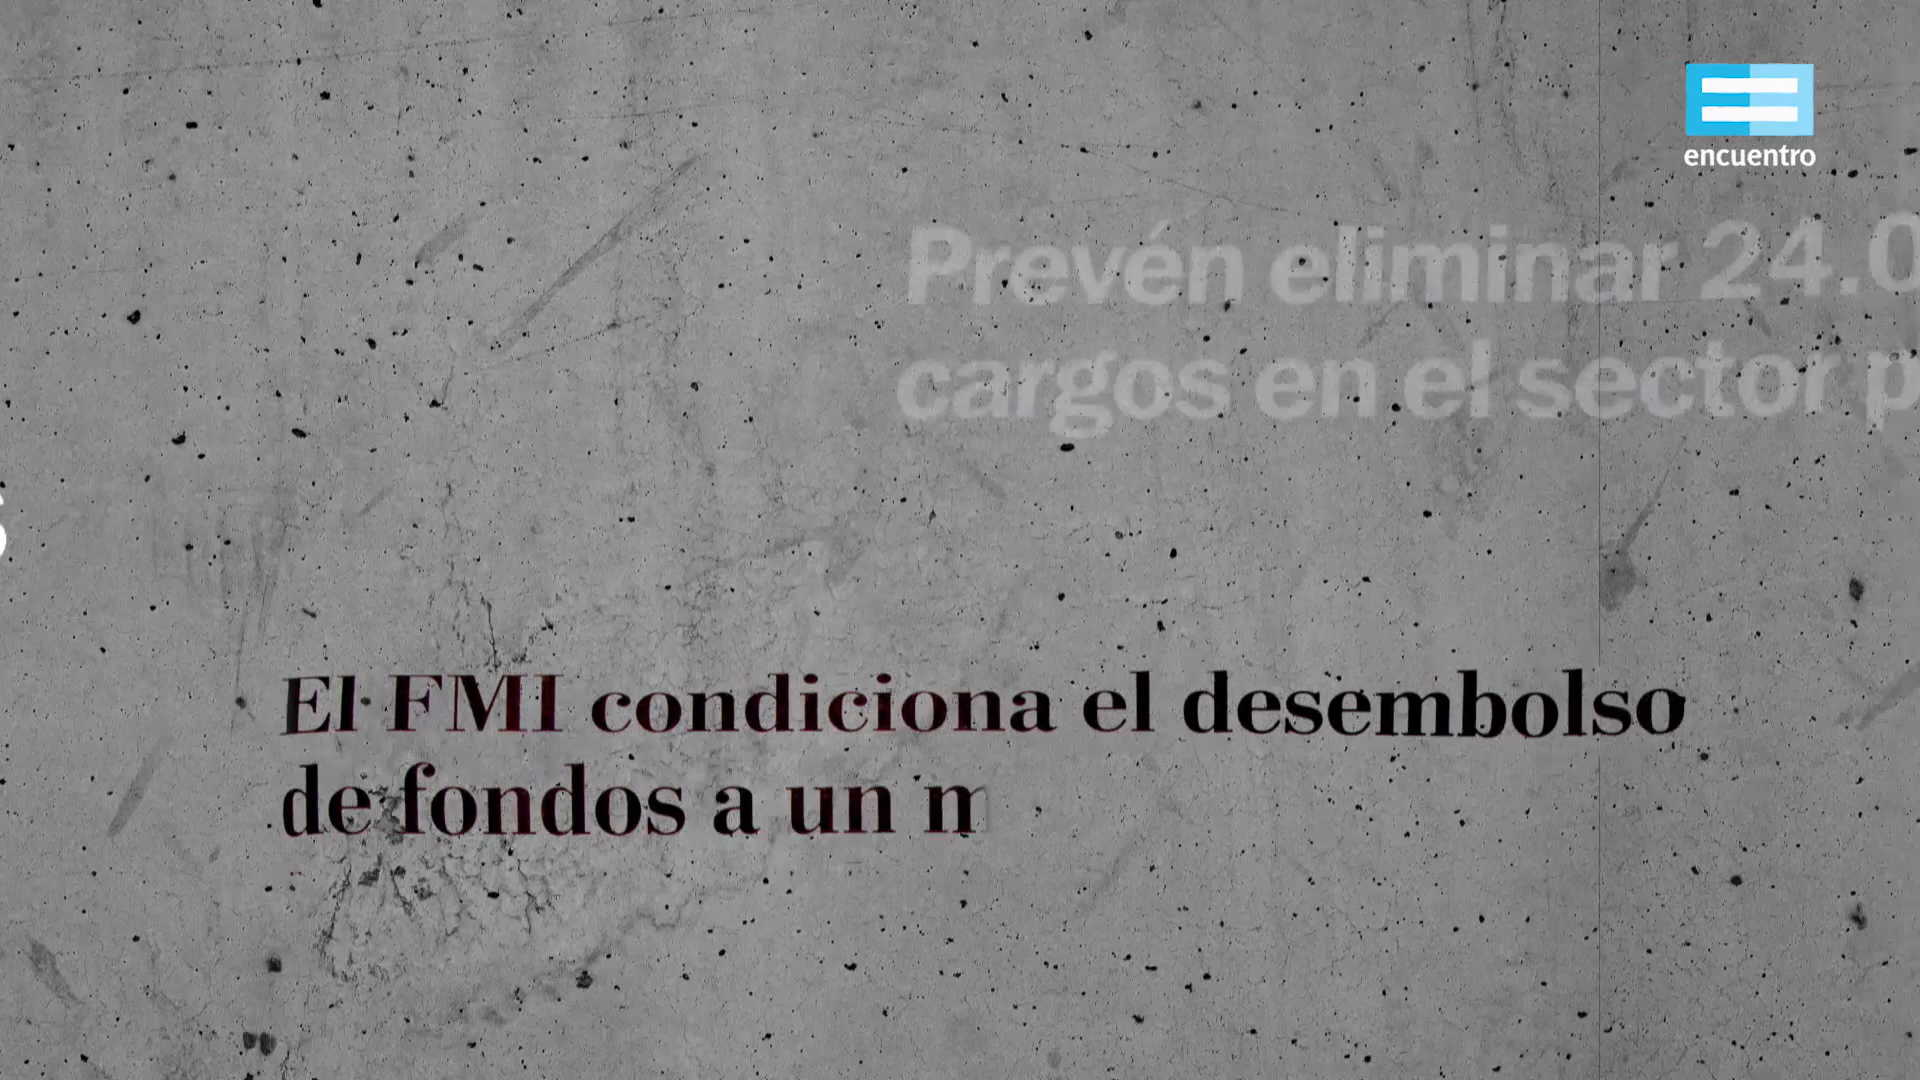 encuentro
Prevén eliminar 24.0
cargos en el sector p
El FMI condiciona el desembolso
de fondos a un